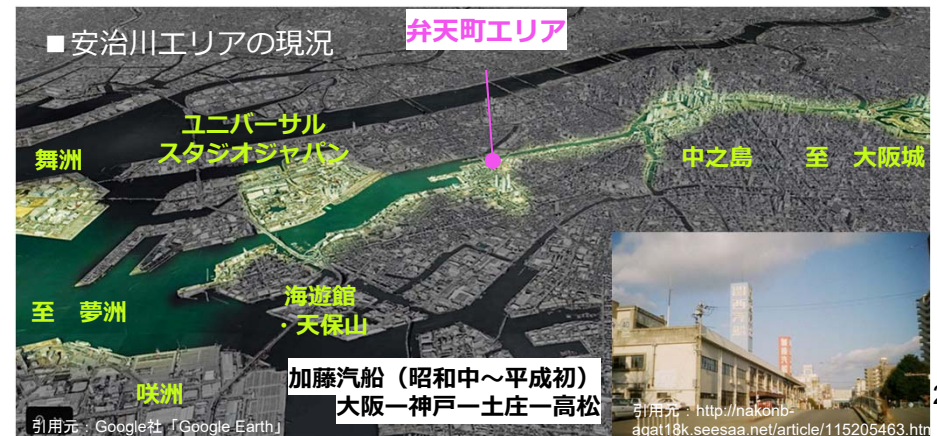 ■安治川エリアの現況
弁天町エリア
ユニバーサル
スタジオジャパン
舞洲
中之島　至　大阪城
至　夢洲
海遊館
・天保山
咲洲
加藤汽船（昭和中～平成初）
大阪ー神戸ー土庄ー高松
引用元：Google社「Google Earth」
引用元：http://nakonb-
aqat18k.seesaa.net/article/115205463.htm
2